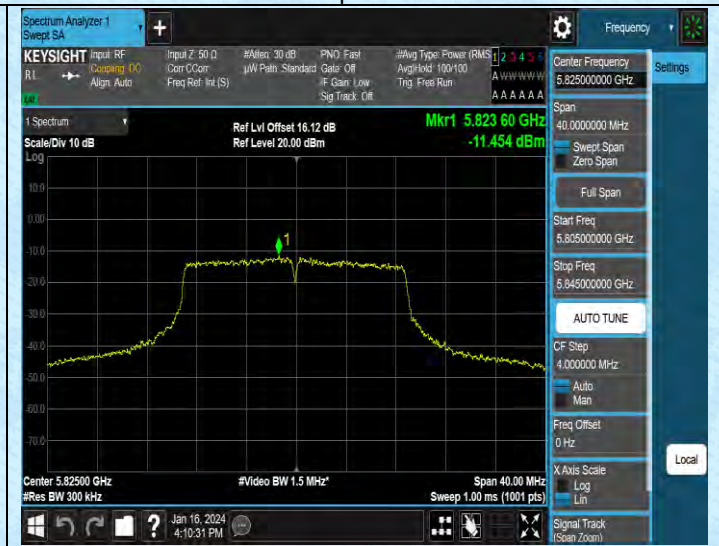 Spectrum Analyzer 1
Swept SA
+
Frequency
KEYSIGHT
Input: RF
Coupling: DC
Align: Auto
Input Z: 50 Ω
Corr CCorr
Freq Ref: Int (S)
#Atten: 30 dB
µW Path: Standard
PNO: Fast
Gate: Off
IF Gain: Low
Sig Track: Off
#Avg Type: Power (RMS
Avg|Hold: 100/100
Trig: Free Run
1 2 3 4 5 6
A W W W W W
A A A A A A
RL
1 Spectrum
Scale/Div 10 dB
Ref Lvl Offset 16.12 dB
Ref Level 20.00 dBm
Mkr1 5.823 60 GHz
-11.454 dBm
Log
10.0
0.00
-10.0
-20.0
-30.0
-40.0
-50.0
-60.0
-70.0
1
Center 5.82500 GHz
#Res BW 300 kHz
#Video BW 1.5 MHz*
Span 40.00 MHz
Sweep 1.00 ms (1001 pts)
Jan 16, 2024
4:10:31 PM
Center Frequency
5.825000000 GHz
Settings
Span
40.0000000 MHz
Swept Span
Zero Span
Full Span
Start Freq
5.805000000 GHz
Stop Freq
5.845000000 GHz
AUTO TUNE
CF Step
4.000000 MHz
Auto
Man
Freq Offset
0 Hz
X Axis Scale
Log
Lin
Local
Signal Track
(Span Zoom)